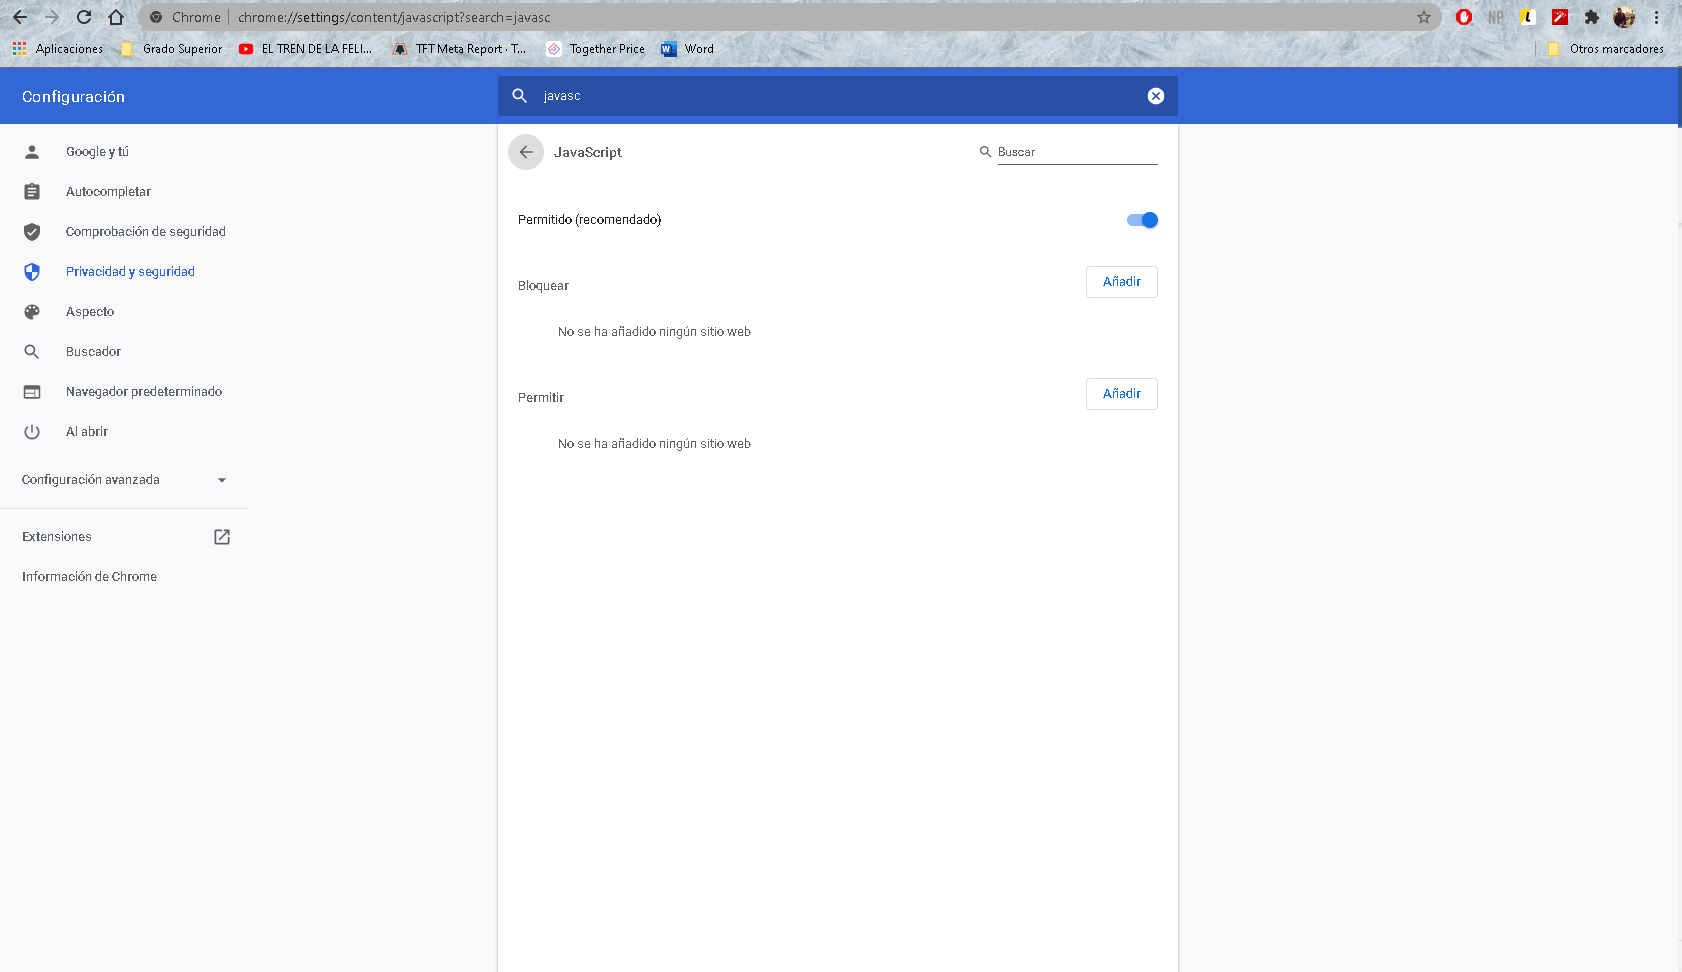 Chrome | chrome://settings/content/javascript?search=javasc
NP
Aplicaciones Grado Superior EL TREN DE LA FELI... TFT Meta Report · T... Together Price Word Otros marcadores
Configuración
javasc
Google y tú
Autocompletar
Comprobación de seguridad
Privacidad y seguridad
Aspecto
Buscador
Navegador predeterminado
Al abrir
Configuración avanzada
Extensiones
Información de Chrome
JavaScript
Buscar
Permitido (recomendado)
Bloquear
Añadir
No se ha añadido ningún sitio web
Permitir
Añadir
No se ha añadido ningún sitio web